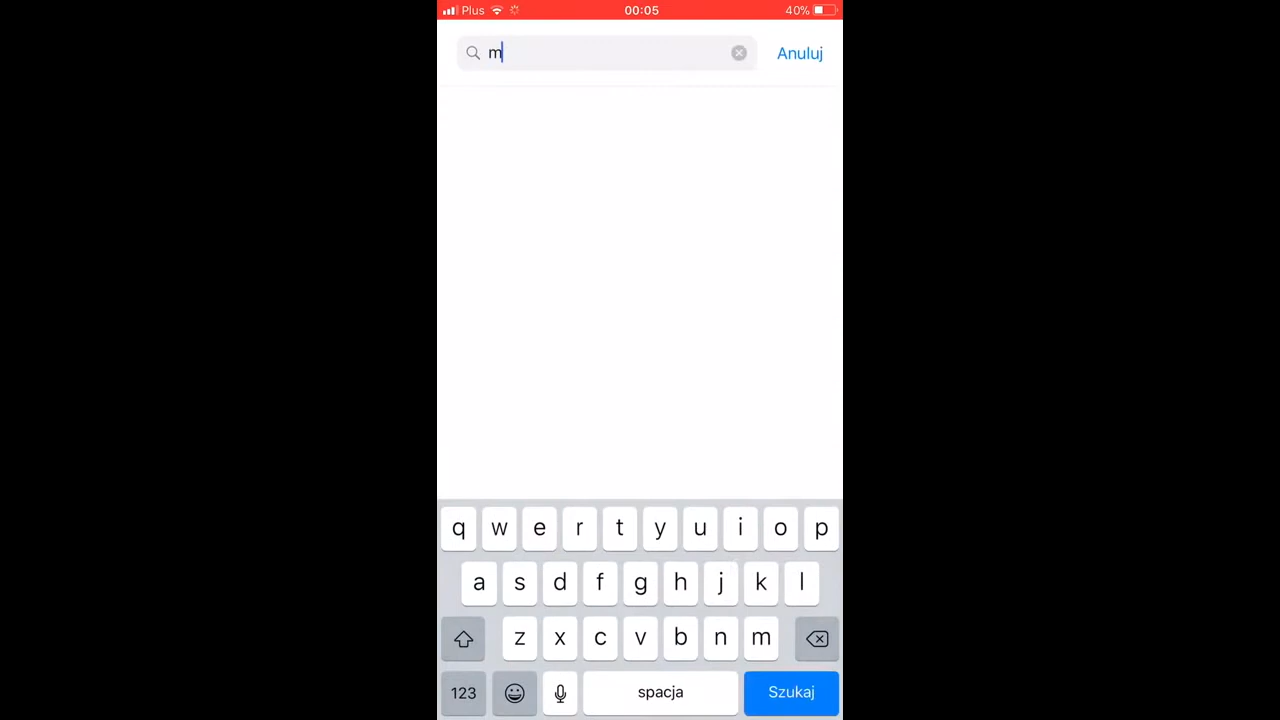 Plus 00:05 40%
m Anuluj
q w e r t y u i o p
a s d f g h j k l
z x c v b n m
123 spacja Szukaj